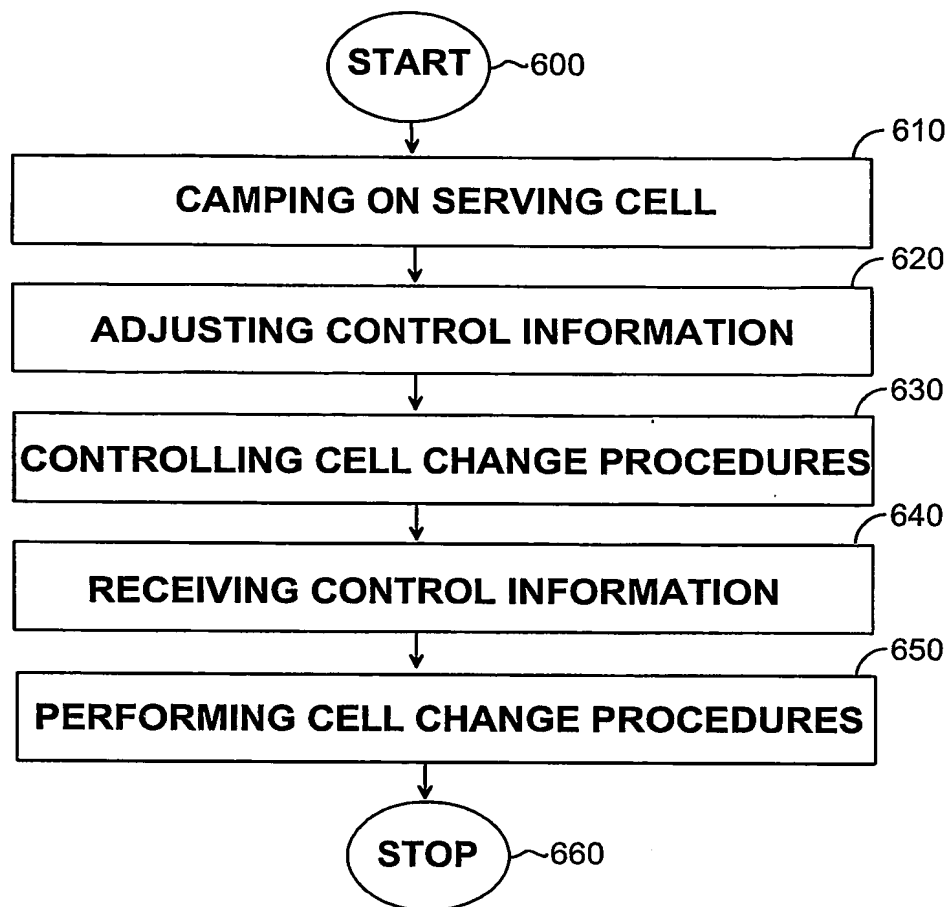 START
600
610
CAMPING ON SERVING CELL
620
ADJUSTING CONTROL INFORMATION
630
CONTROLLING CELL CHANGE PROCEDURES
640
RECEIVING CONTROL INFORMATION
650
PERFORMING CELL CHANGE PROCEDURES
STOP
660